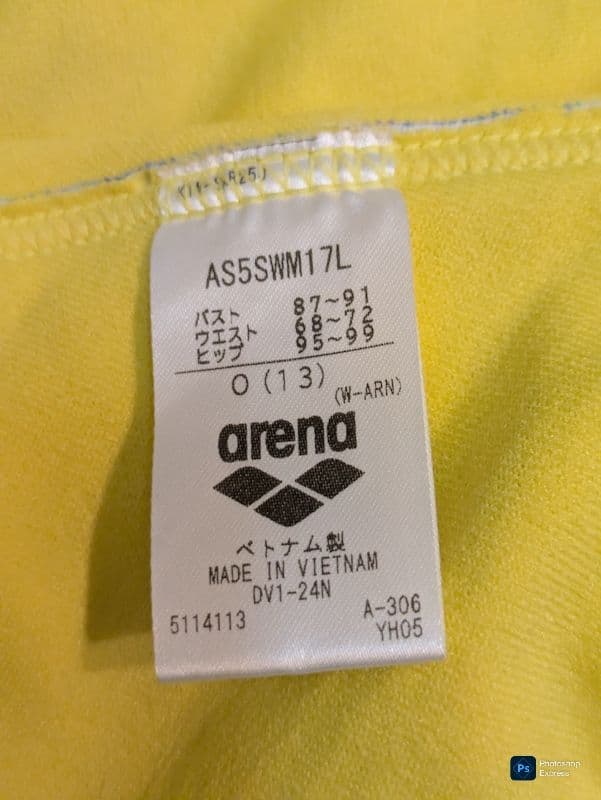 AS5SWM17L
バスト 87~91
ウエスト 68~72
ヒップ 95~99
O(13)
(W-ARN)
arena
ベトナム製
MADE IN VIETNAM
DV1-24N
5114113
A-306
YH05
Ps
Photoshop
Express